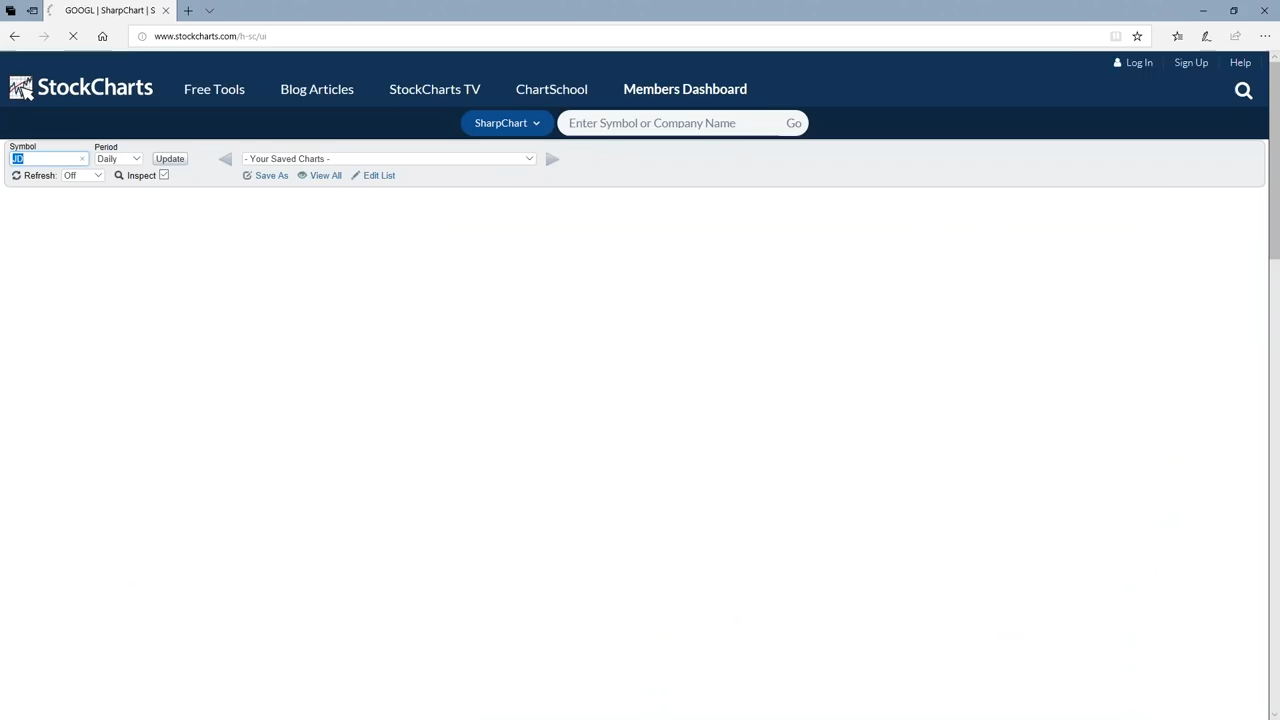 GOOGL | SharpChart | S
www.stockcharts.com/h-sc/ui
Log In Sign Up Help
StockCharts Free Tools Blog Articles StockCharts TV ChartSchool Members Dashboard
SharpChart Enter Symbol or Company Name Go
Symbol Period
JD Daily Update - Your Saved Charts -
Refresh: Off Inspect Save As View All Edit List